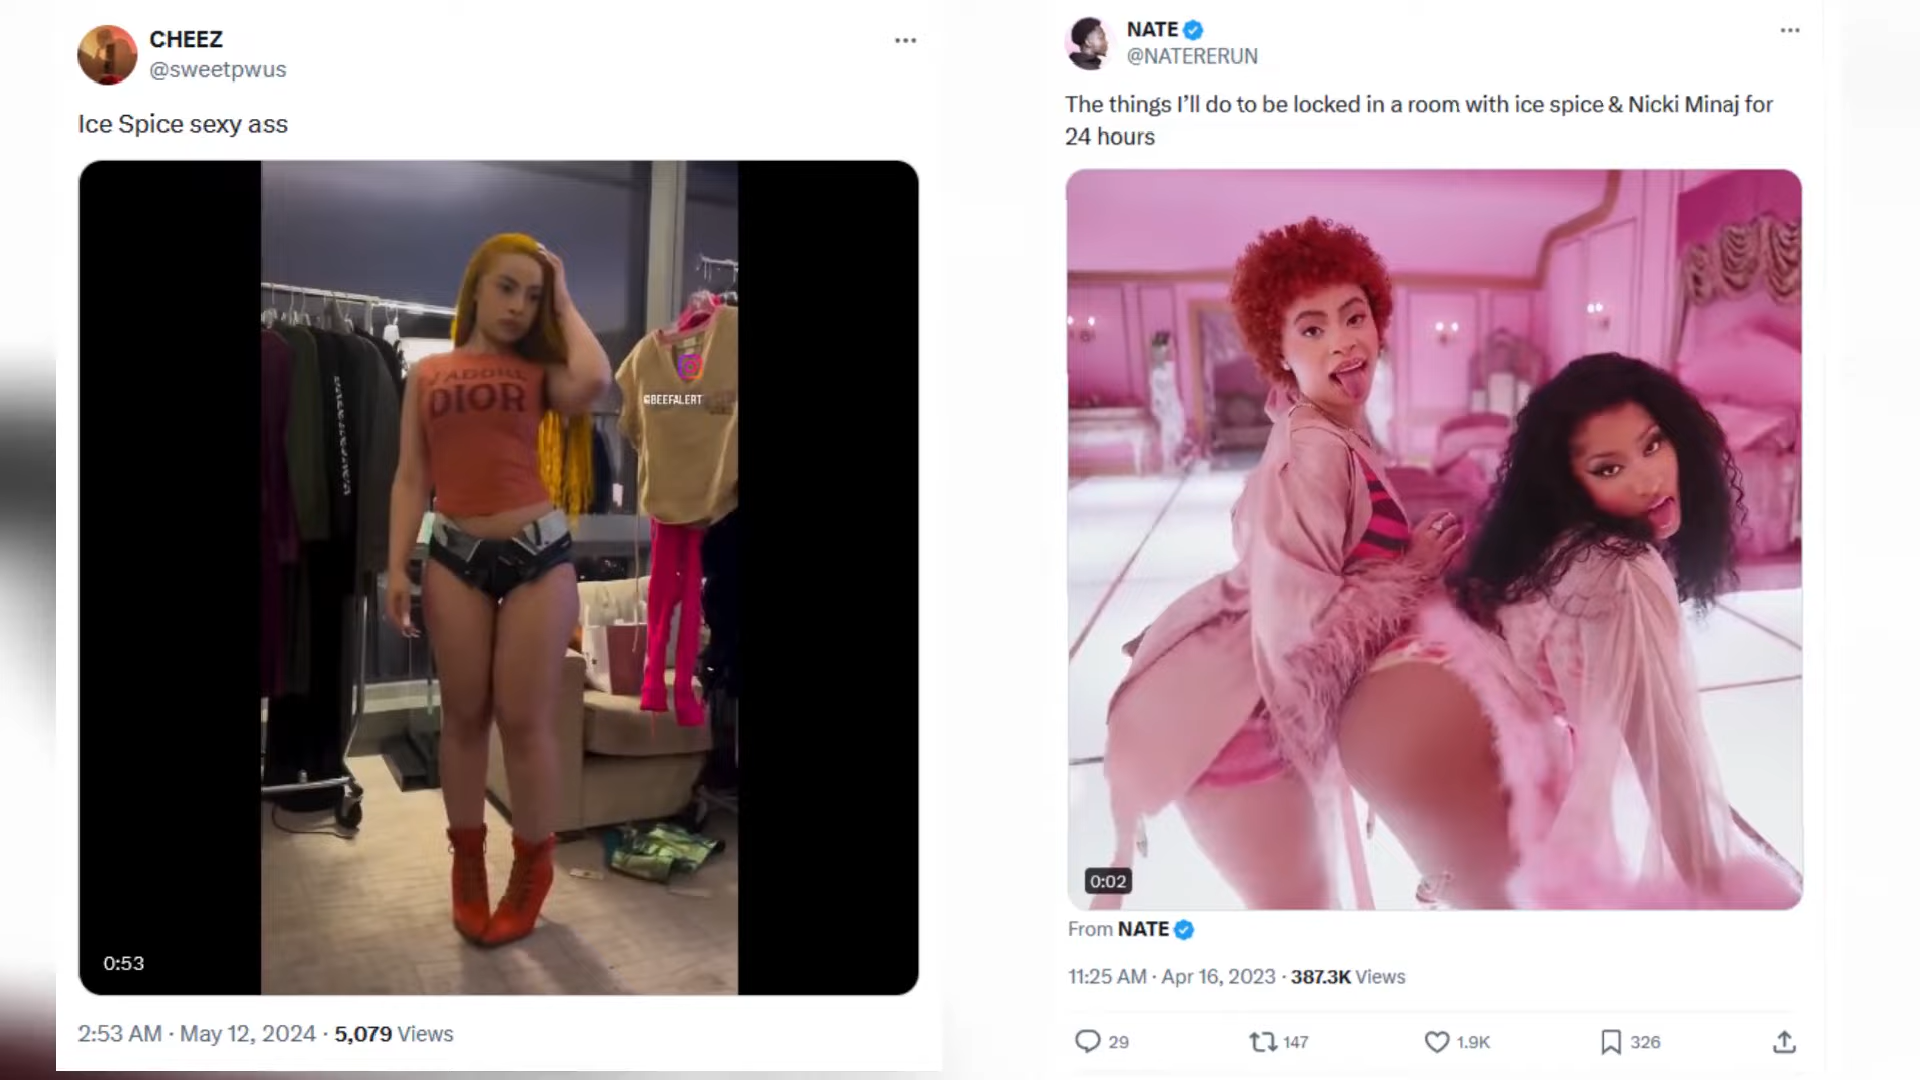 CHEEZ
@sweetpwus
Ice Spice sexy ass
J'ADORE
DIOR
@BEEFALERT
0:53
2:53 AM · May 12, 2024 · 5,079 Views
NATE
@NATERERUN
The things I’ll do to be locked in a room with ice spice & Nicki Minaj for
24 hours
0:02
From NATE
11:25 AM · Apr 16, 2023 · 387.3K Views
29 147 1.9K 326